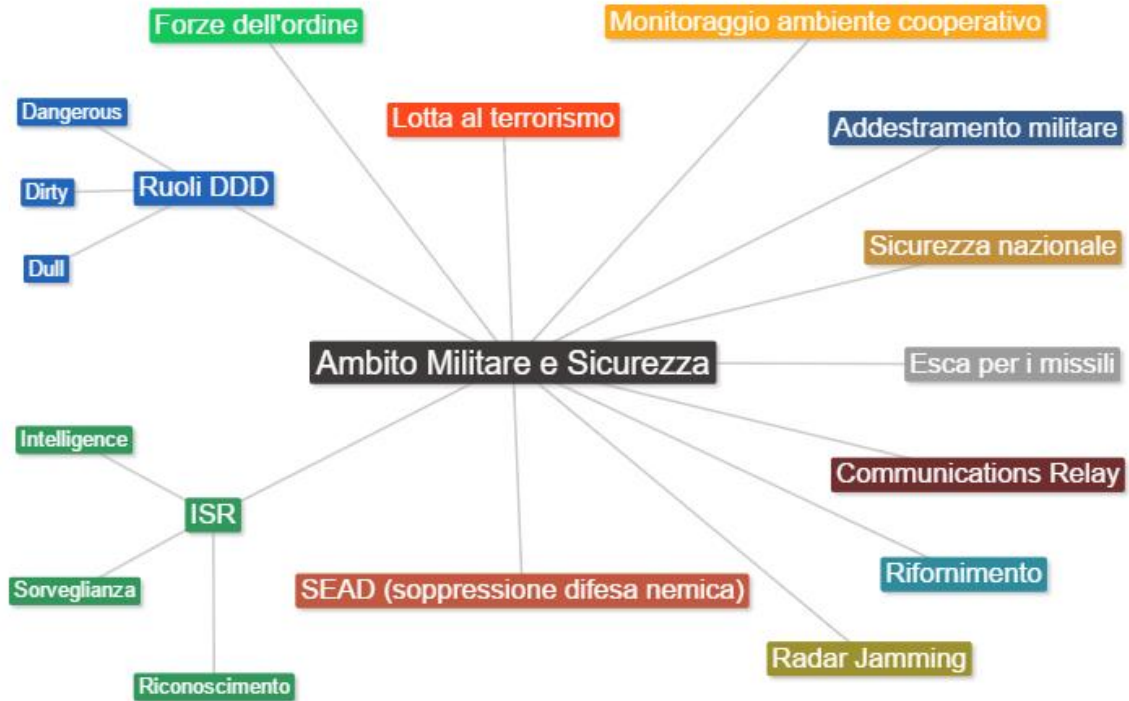 Forze dell'ordine
Monitoraggio ambiente cooperativo
Dangerous
Lotta al terrorismo
Addestramento militare
Dirty
Ruoli DDD
Dull
Sicurezza nazionale
Ambito Militare e Sicurezza
Esca per i missili
Intelligence
Communications Relay
ISR
Sorveglianza
SEAD (soppressione difesa nemica)
Rifornimento
Radar Jamming
Riconoscimento